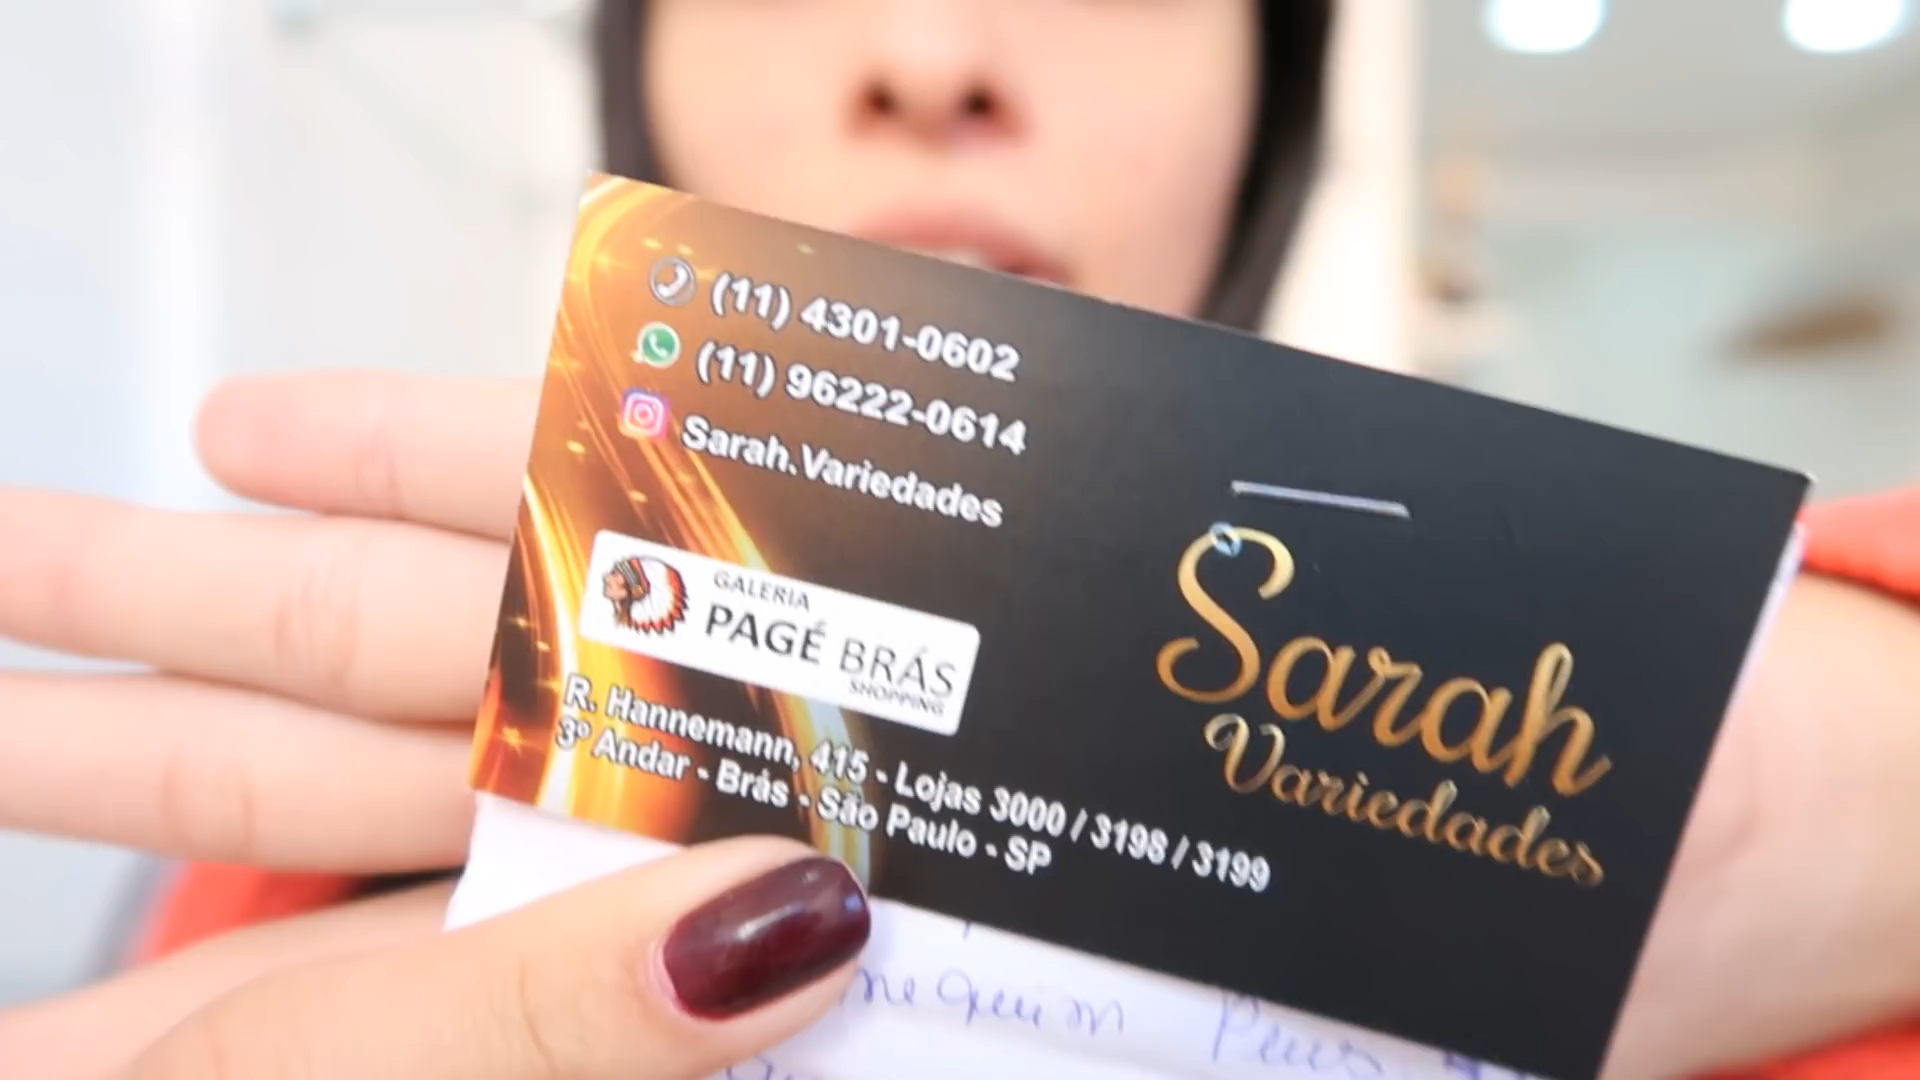 (11) 4301-0602
(11) 96222-0614
Sarah.Variedades
GALERIA
PAGÉ BRÁS
SHOPPING
R. Hannemann, 415 - Lojas 3000 / 3198 / 3199
3º Andar - Brás - São Paulo - SP
Sarah
Variedades